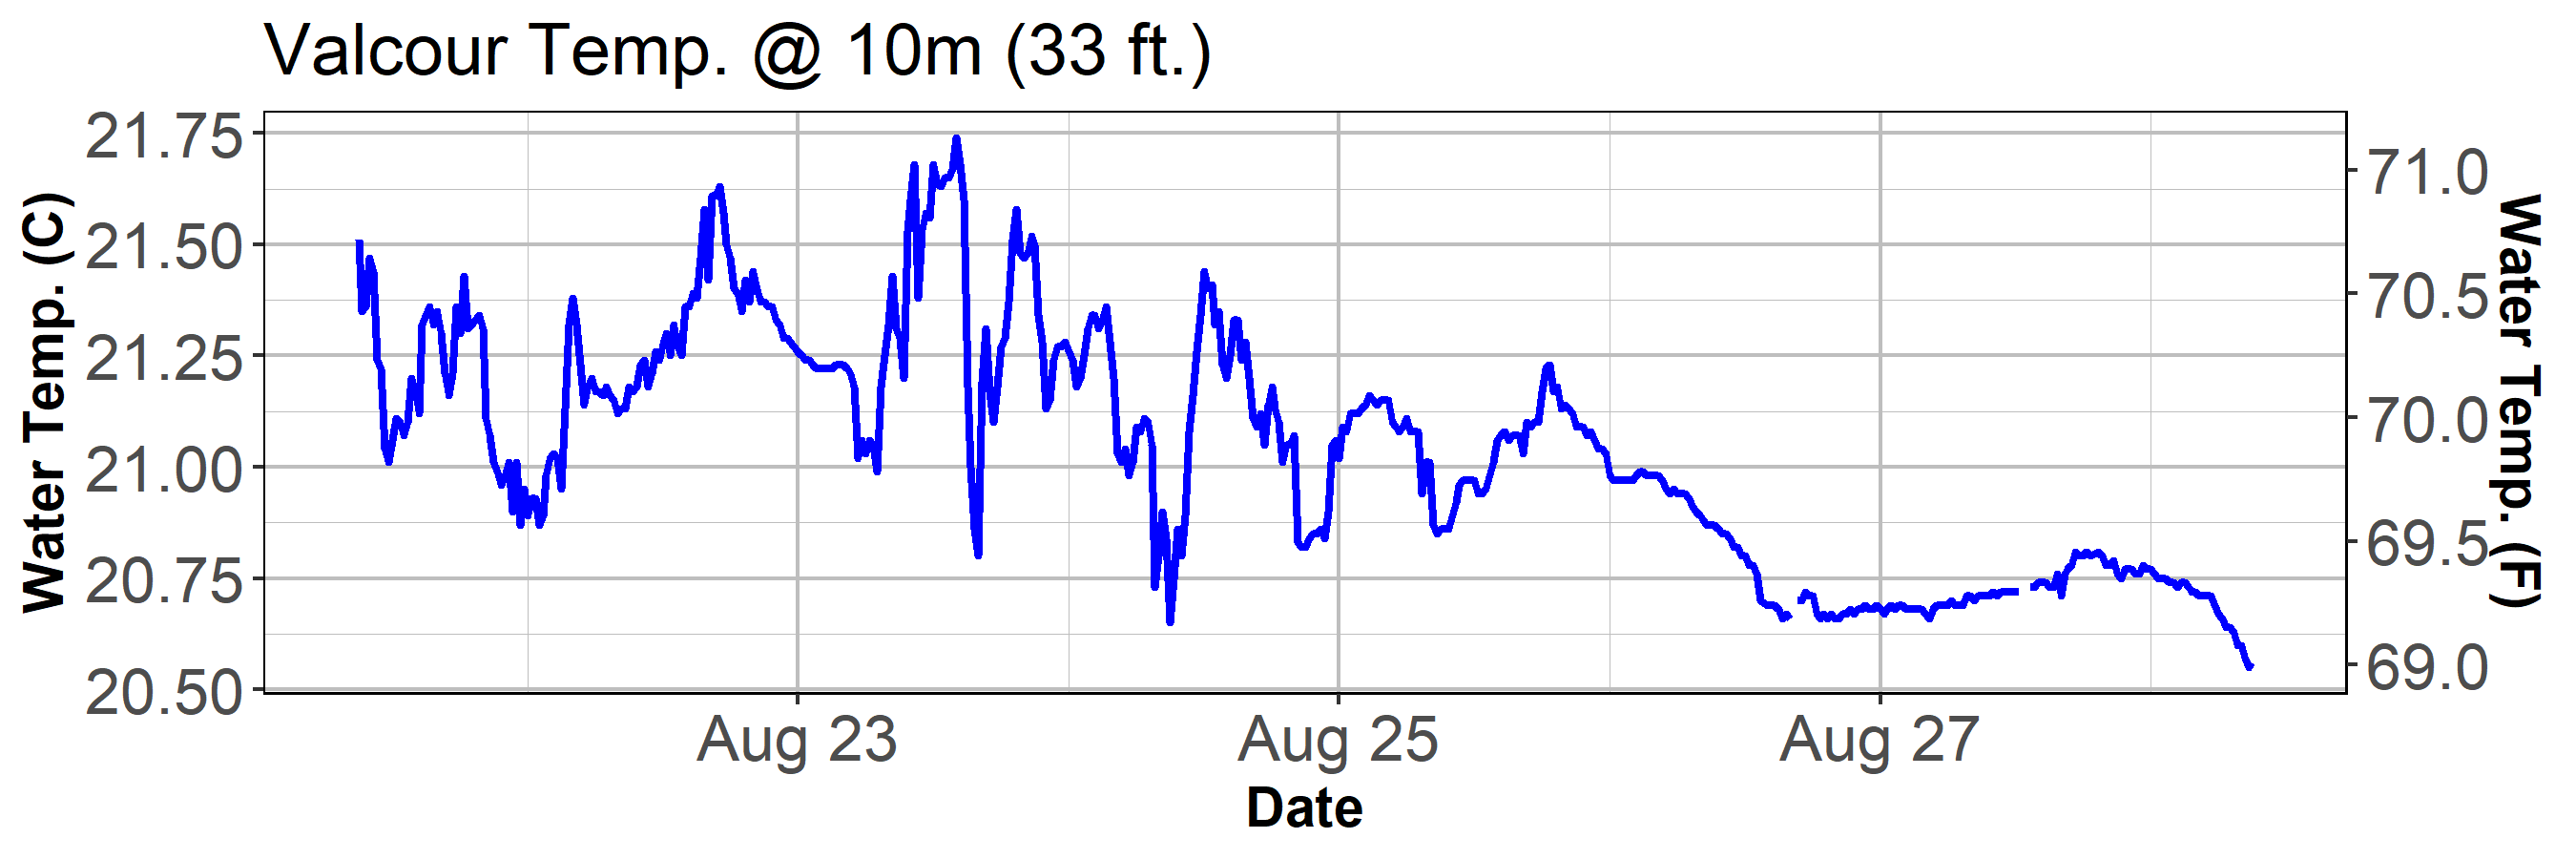 Valcour Temp. @ 10m (33 ft.)
Water Temp. (C)
21.75
21.50
21.25
21.00
20.75
20.50
71.0
70.5
70.0
69.5
69.0
Water Temp. (F)
Aug 23
Aug 25
Aug 27
Date